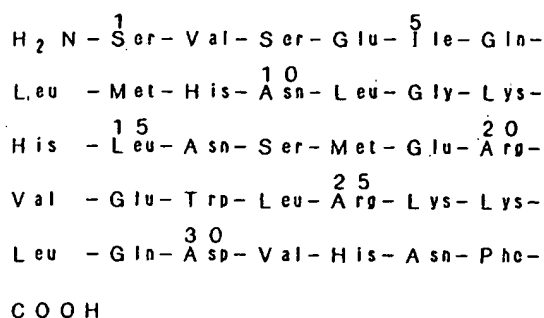 1 5
H₂N-Ser-Val-Ser-Glu-Ile-Gln-
10
Leu-Met-His-Asn-Leu-Gly-Lys-
15 20
His-Leu-Asn-Ser-Met-Glu-Arg-
25
Val-Glu-Trp-Leu-Arg-Lys-Lys-
30
Leu-Gln-Asp-Val-His-Asn-Phe-
COOH